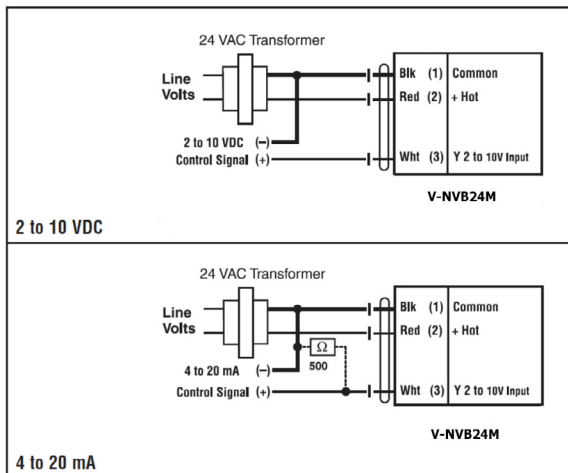 24 VAC Transformer
Line
Volts
Blk (1) Common
Red (2) + Hot
2 to 10 VDC (–)
Control Signal (+)
Wht (3) Y 2 to 10V Input
V-NVB24M
2 to 10 VDC
24 VAC Transformer
Line
Volts
Blk (1) Common
Red (2) + Hot
Ω
500
4 to 20 mA (–)
Control Signal (+)
Wht (3) Y 2 to 10V Input
V-NVB24M
4 to 20 mA